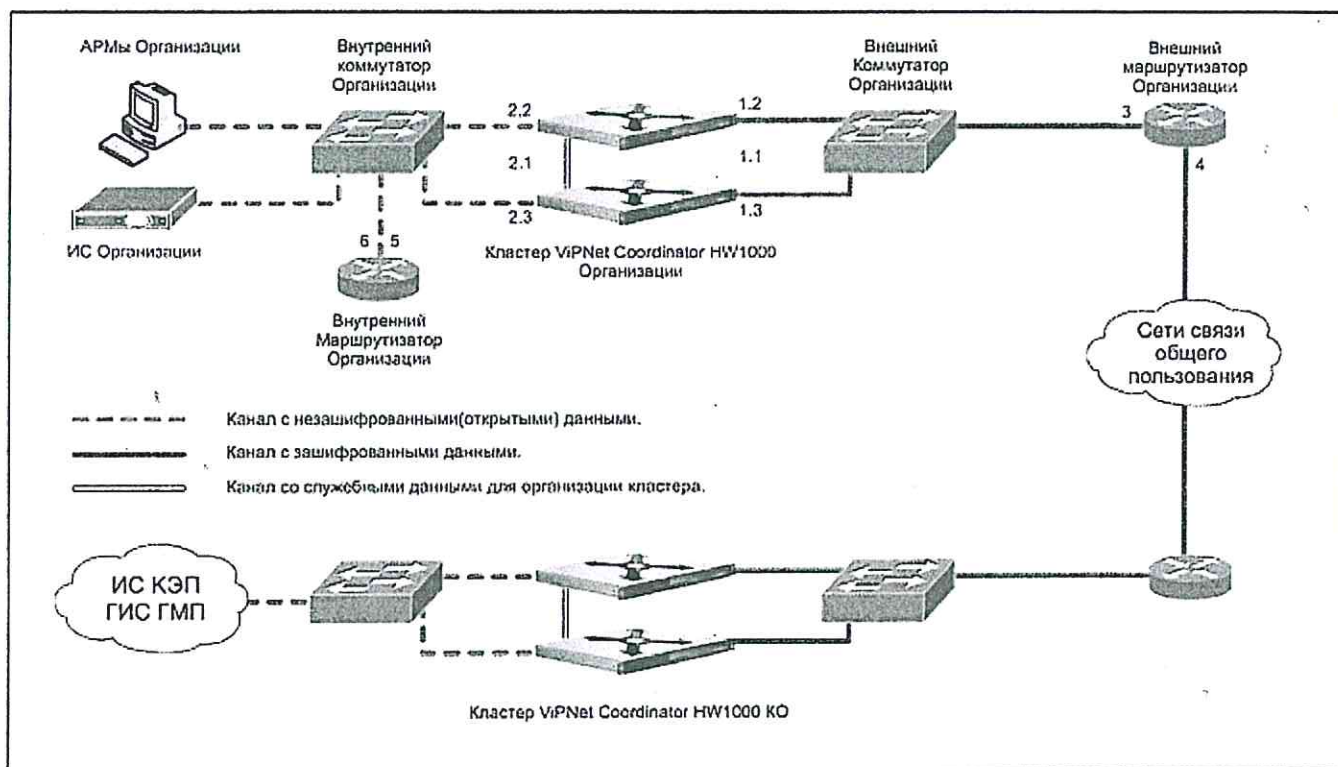 АРМы Организации
Внутренний
коммутатор
Организации
Внешний
Коммутатор
Организации
Внешний
маршрутизатор
Организации
2.2
1.2
3
4
2.1
1.1
2.3
1.3
ИС Организации
6
5
Кластер ViPNet Coordinator HW1000
Организации
Внутренний
Маршрутизатор
Организации
Сети связи
общего
пользования
Канал с незашифрованными(открытыми) данными.
Канал с зашифрованными данными.
Канал со служебными данными для организации кластера.
ИС КЭП
ГИС ГМП
Кластер ViPNet Coordinator HW1000 КО